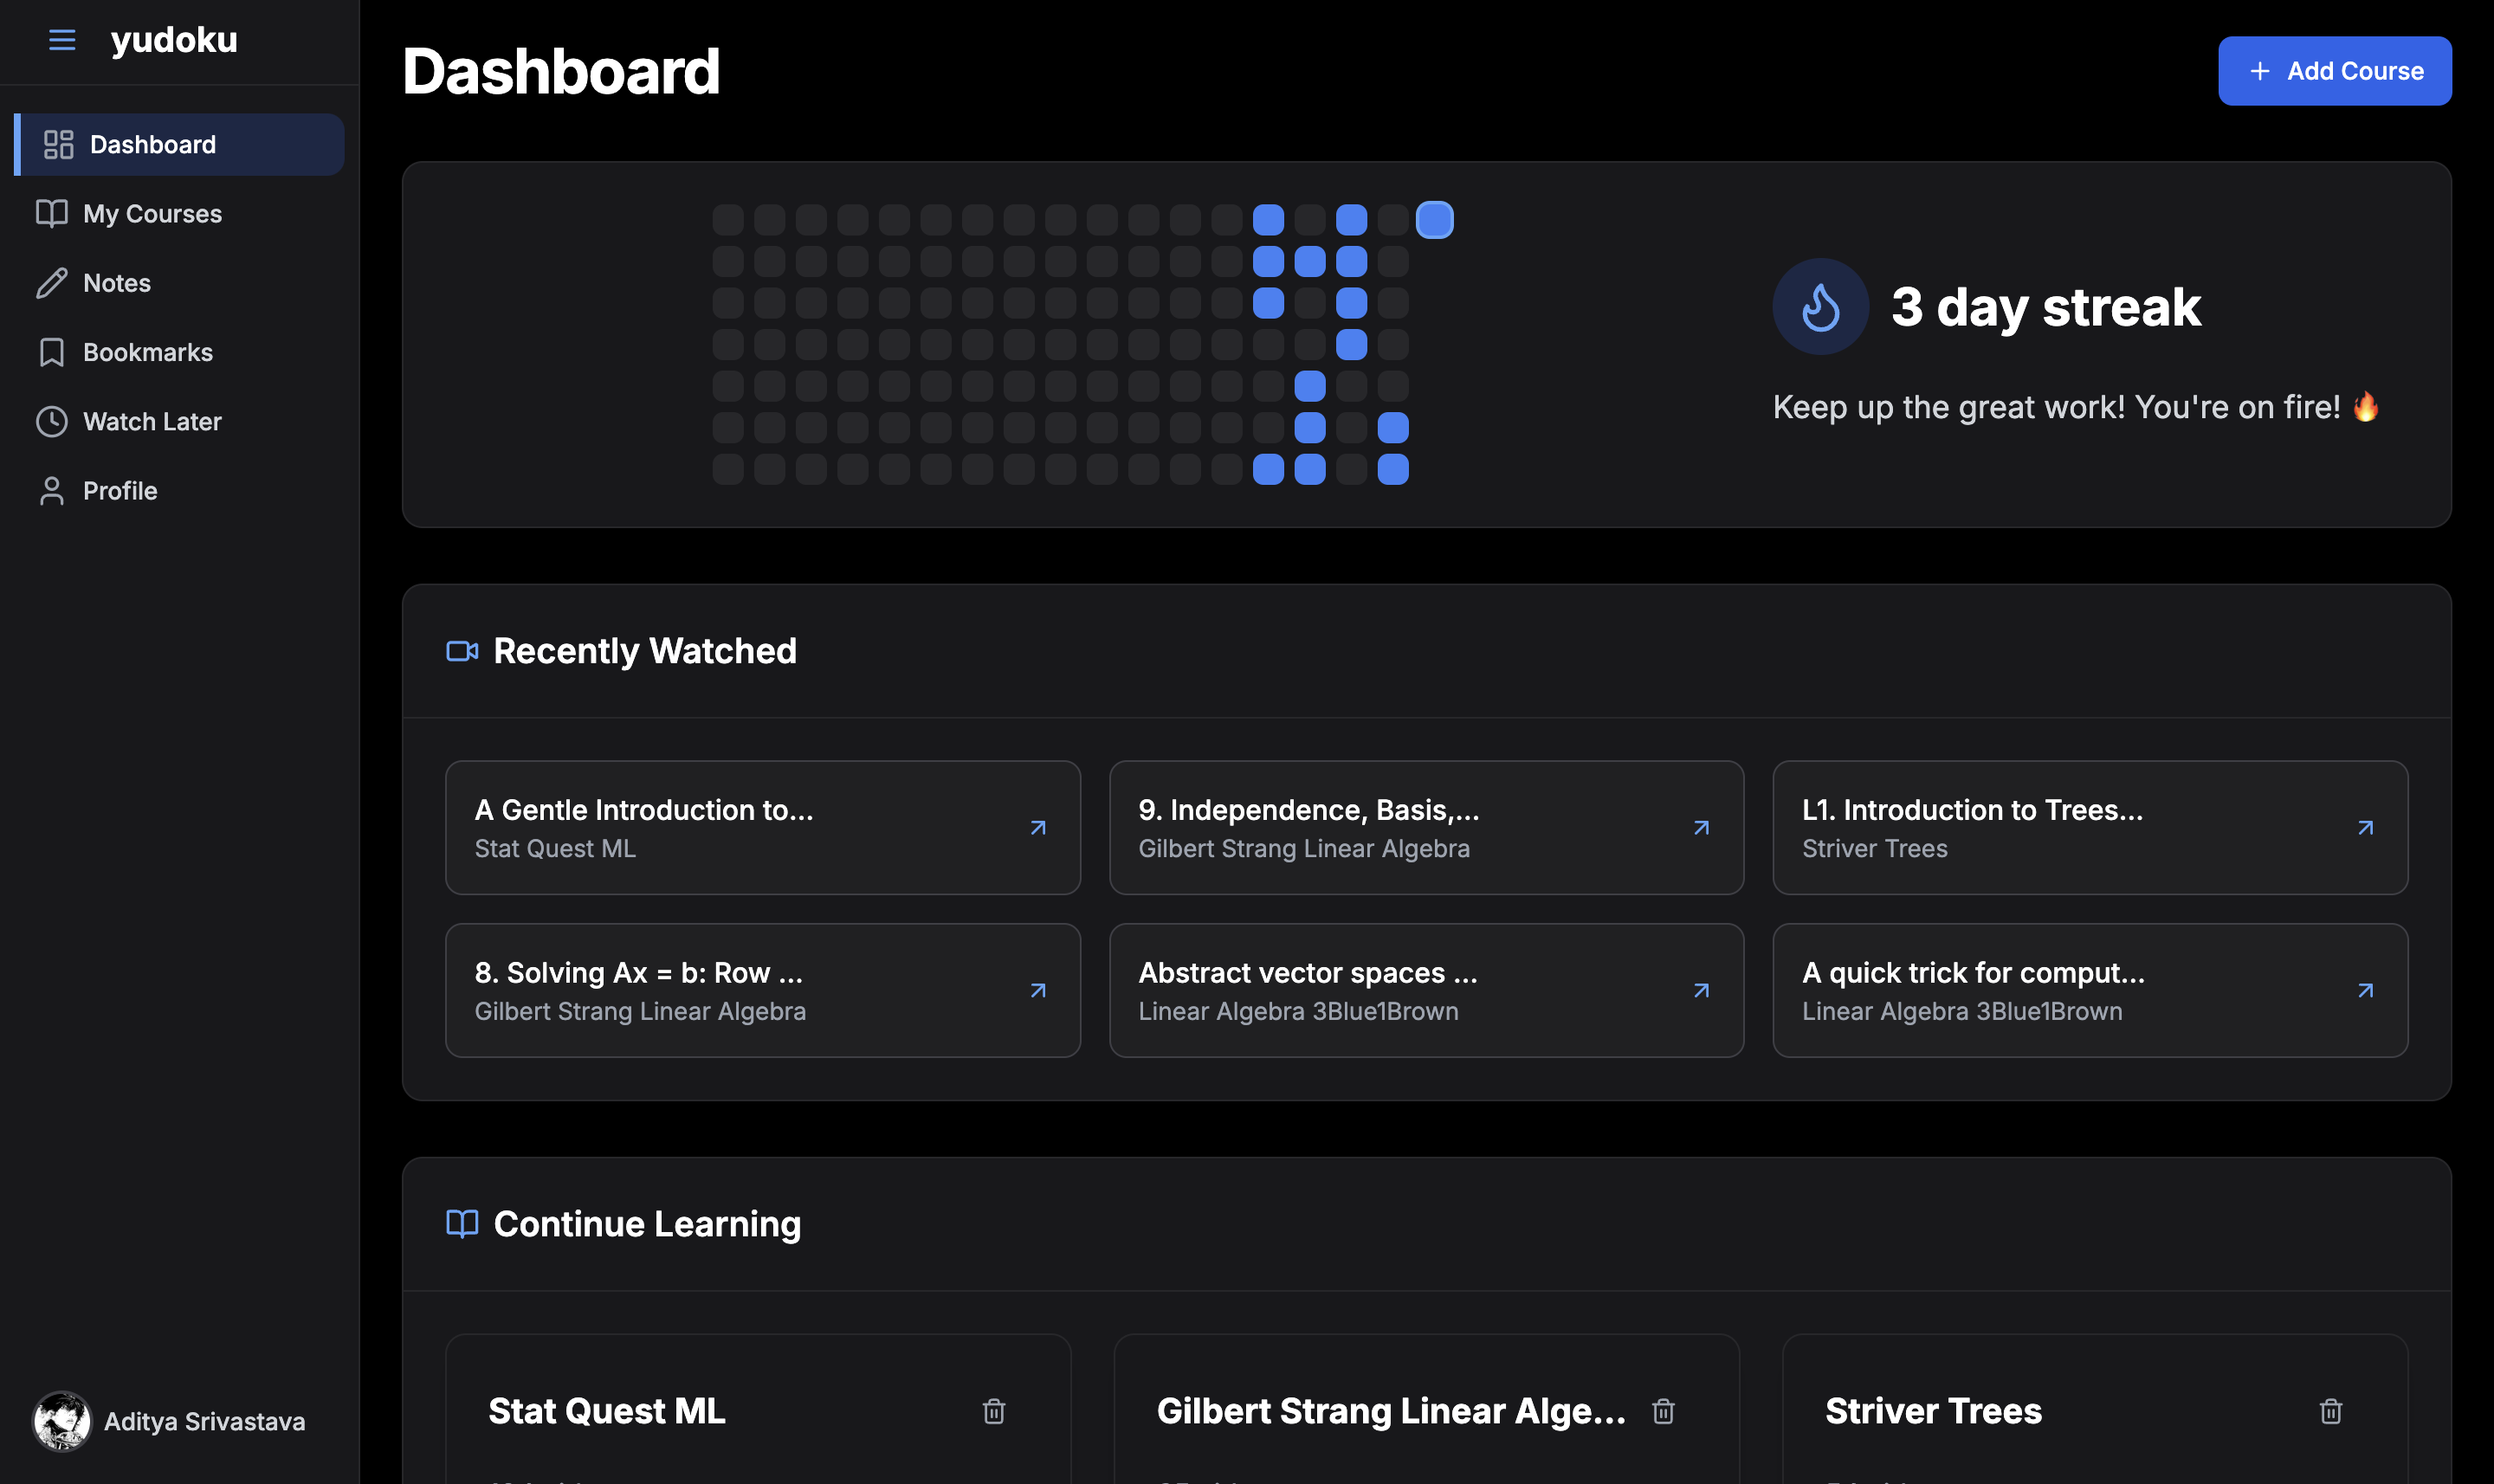 yudoku
Dashboard
My Courses
Notes
Bookmarks
Watch Later
Profile
Aditya Srivastava
Dashboard
+ Add Course
3 day streak
Keep up the great work! You're on fire! 🔥
Recently Watched
A Gentle Introduction to...
Stat Quest ML
9. Independence, Basis,...
Gilbert Strang Linear Algebra
L1. Introduction to Trees...
Striver Trees
8. Solving Ax = b: Row ...
Gilbert Strang Linear Algebra
Abstract vector spaces ...
Linear Algebra 3Blue1Brown
A quick trick for comput...
Linear Algebra 3Blue1Brown
Continue Learning
Stat Quest ML
Gilbert Strang Linear Alge...
Striver Trees